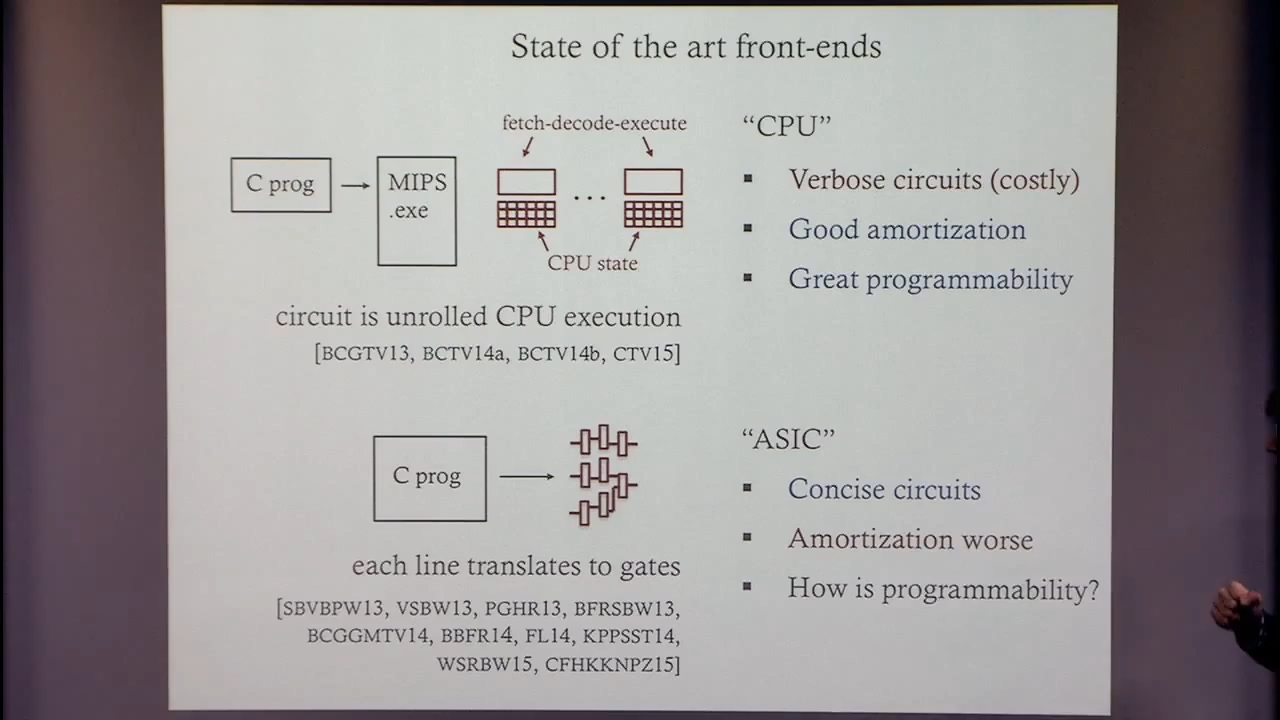 State of the art front-ends
fetch-decode-execute
C prog
MIPS
.exe
...
CPU state
circuit is unrolled CPU execution
[BCGTV13, BCTV14a, BCTV14b, CTV15]
“CPU”
▪ Verbose circuits (costly)
▪ Good amortization
▪ Great programmability
C prog
each line translates to gates
[SBVBPW13, VSBW13, PGHR13, BFRSBW13,
BCGGMTV14, BBFR14, FL14, KPPSST14,
WSRBW15, CFHKKNPZ15]
“ASIC”
▪ Concise circuits
▪ Amortization worse
▪ How is programmability?